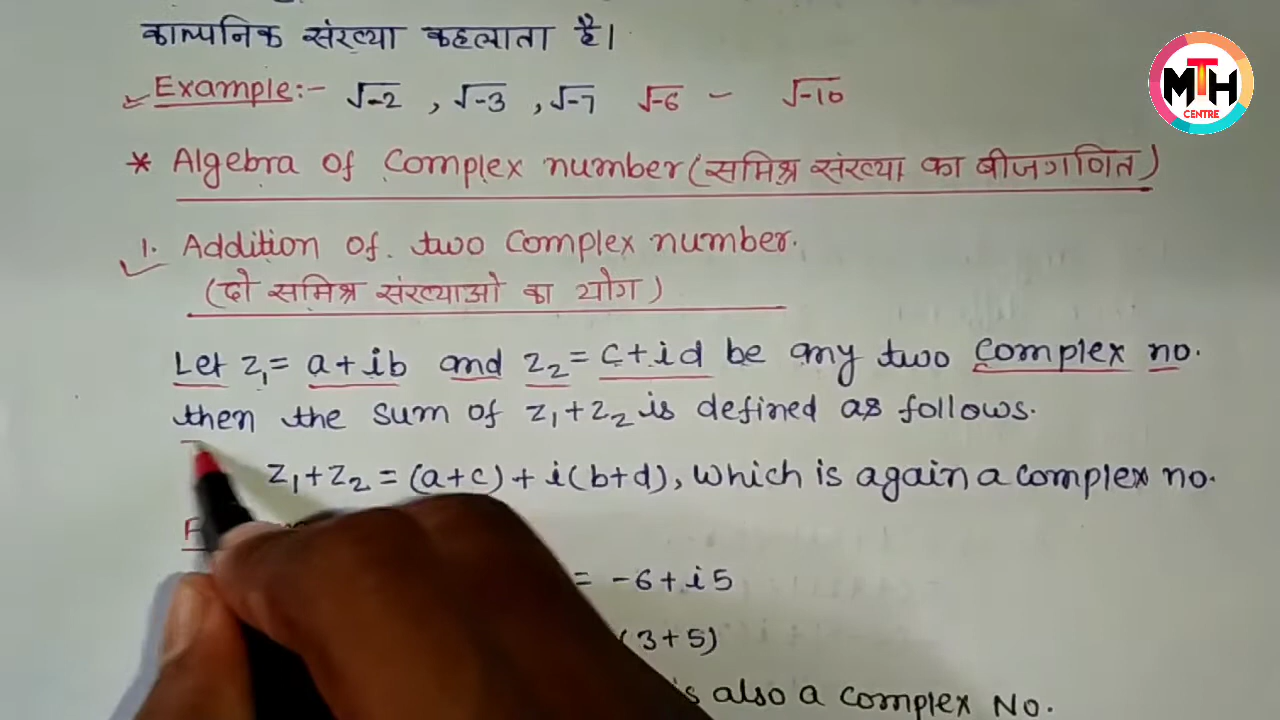 काल्पनिक संख्या कहलाता है।
Example:- √-2 , √-3 , √-7 √-6 - √-10
MTH
CENTRE
* Algebra of Complex number (समिश्र संख्या का बीजगणित)
1. Addition of two complex number.
(दो समिश्र संख्याओ का योग)
Let z₁ = a+ib and z₂ = c+id be any two complex no.
then the sum of z₁+z₂ is defined as follows.
z₁+z₂ = (a+c)+i(b+d), which is again a complex no.
= -6+i5
(3+5)
is also a complex No.